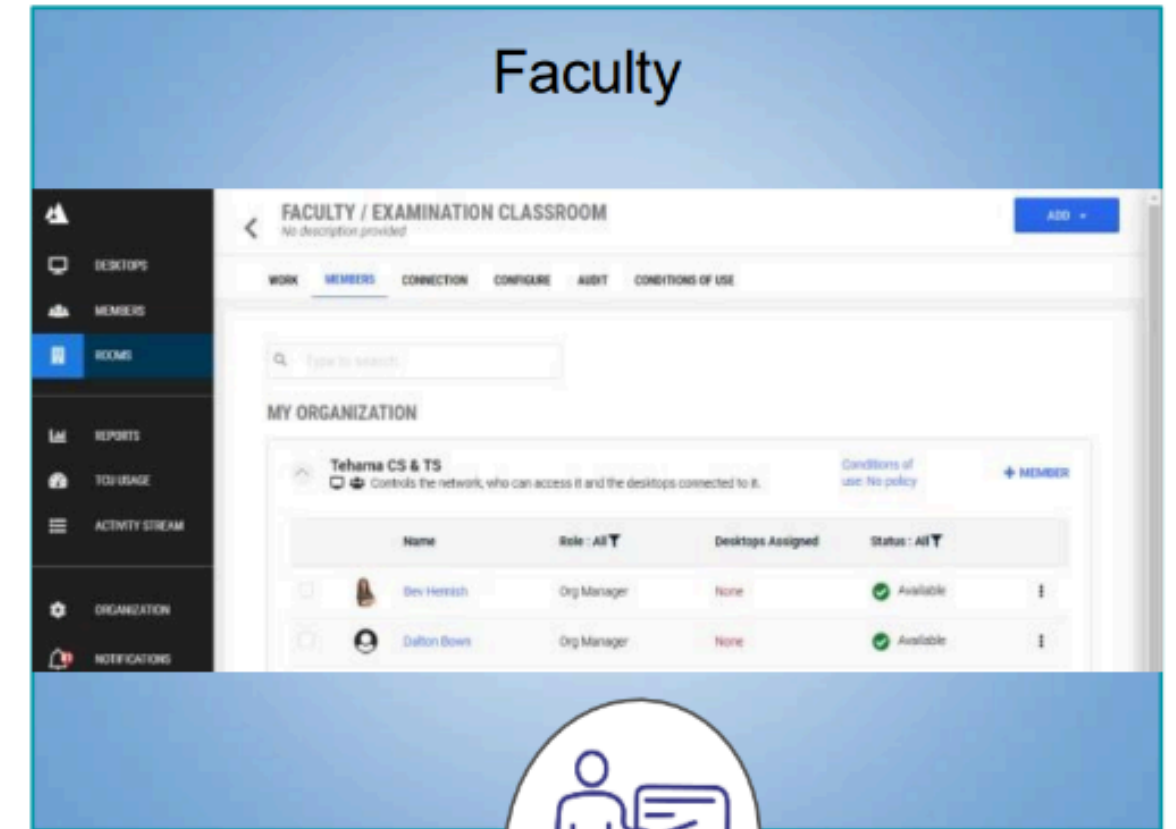 Faculty
FACULTY / EXAMINATION CLASSROOM
No description provided
ADD
DESKTOPS
MEMBERS
ROOMS
REPORTS
TCU USAGE
ACTIVITY STREAM
ORGANIZATION
NOTIFICATIONS
WORK MEMBERS CONNECTION CONFIGURE AUDIT CONDITIONS OF USE
Type to search
MY ORGANIZATION
Tehama CS & TS
Controls the network, who can access it and the desktops connected to it.
Conditions of
use: No policy
+ MEMBER
Name Role : All Desktops Assigned Status : All
Bev Org Manager None Available
Dalton Bown Org Manager None Available